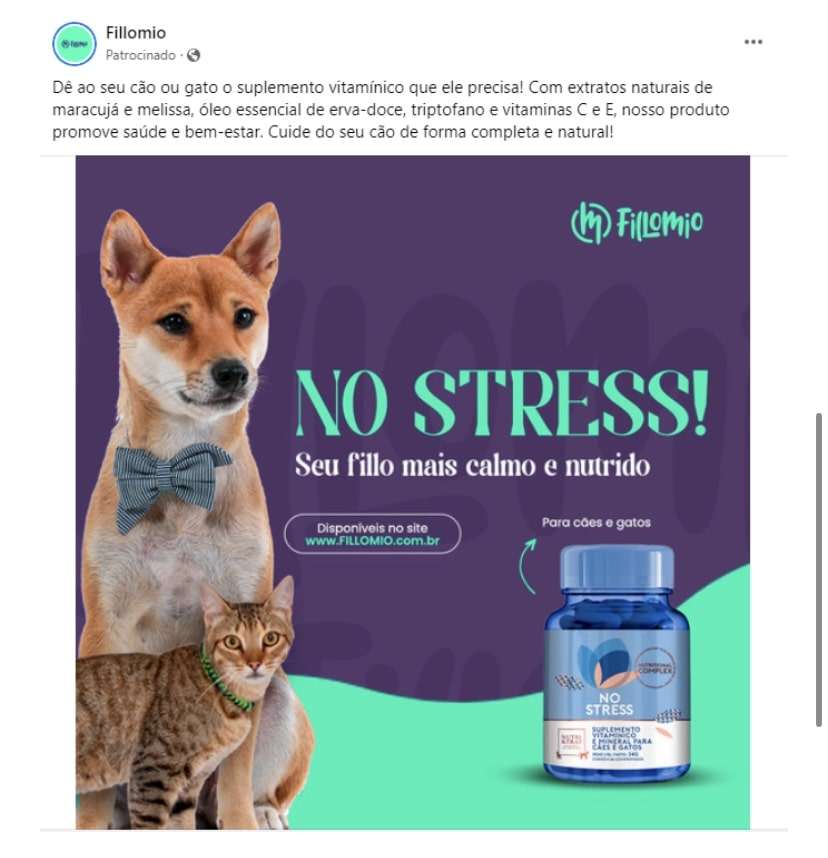 Fillomio
Patrocinado ·
Dê ao seu cão ou gato o suplemento vitamínico que ele precisa! Com extratos naturais de
maracujá e melissa, óleo essencial de erva-doce, triptofano e vitaminas C e E, nosso produto
promove saúde e bem-estar. Cuide do seu cão de forma completa e natural!
FiLLOMiO
NO STRESS!
Seu fillo mais calmo e nutrido
Disponíveis no site
www.FILLOMIO.com.br
Para cães e gatos
NUTRITIONAL
COMPLEX
NO
STRESS
SUPLEMENTO
VITAMÍNICO
E MINERAL PARA
CÃES E GATOS